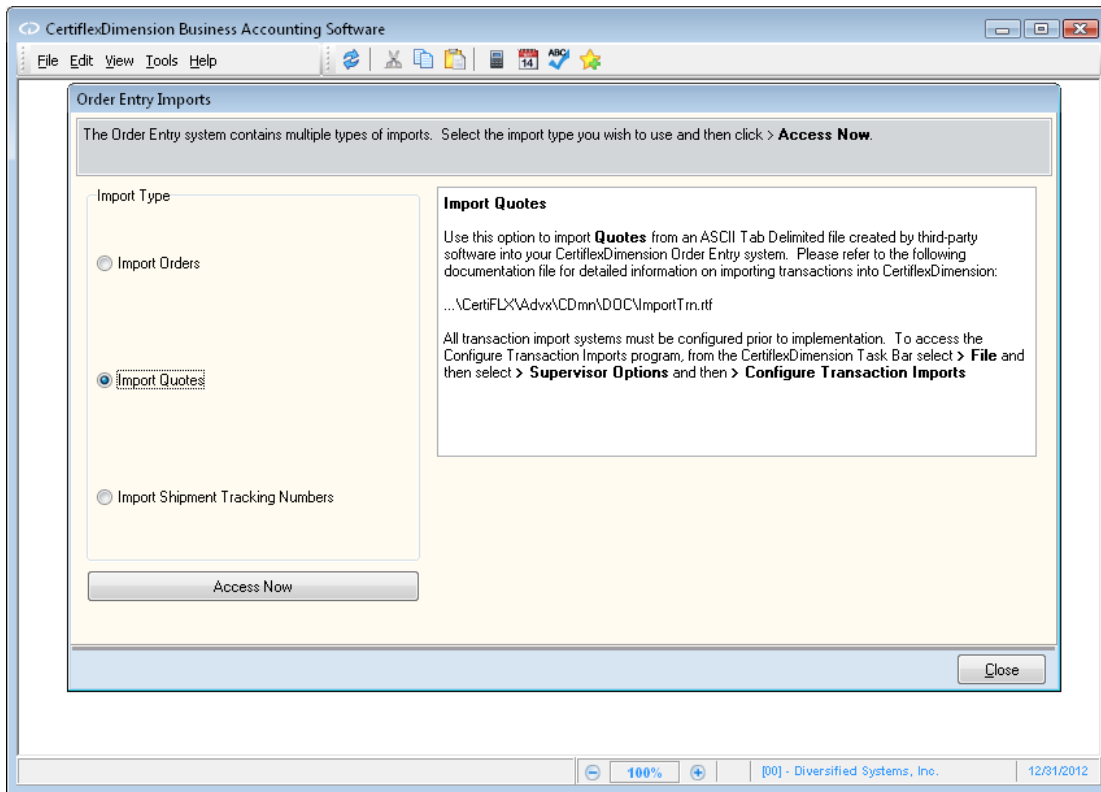 CertiflexDimension Business Accounting Software
File Edit View Tools Help
14
ABC
Order Entry Imports
The Order Entry system contains multiple types of imports. Select the import type you wish to use and then click > Access Now.
Import Type
Import Orders
Import Quotes
Import Shipment Tracking Numbers
Access Now
Import Quotes
Use this option to import Quotes from an ASCII Tab Delimited file created by third-party
software into your CertiflexDimension Order Entry system. Please refer to the following
documentation file for detailed information on importing transactions into CertiflexDimension:
...\CertiFLX\Advx\CDmn\DOC\ImportTrn.rtf
All transaction import systems must be configured prior to implementation. To access the
Configure Transaction Imports program, from the CertiflexDimension Task Bar select > File and
then select > Supervisor Options and then > Configure Transaction Imports
Close
100%
[00] - Diversified Systems, Inc.
12/31/2012